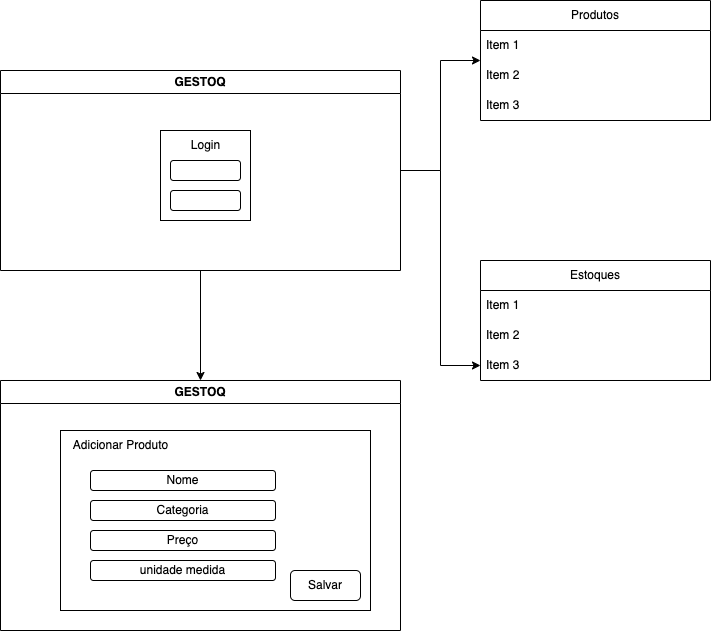 Produtos
Item 1
Item 2
Item 3
GESTOQ
Login
Estoques
Item 1
Item 2
Item 3
GESTOQ
Adicionar Produto
Nome
Categoria
Preço
unidade medida
Salvar